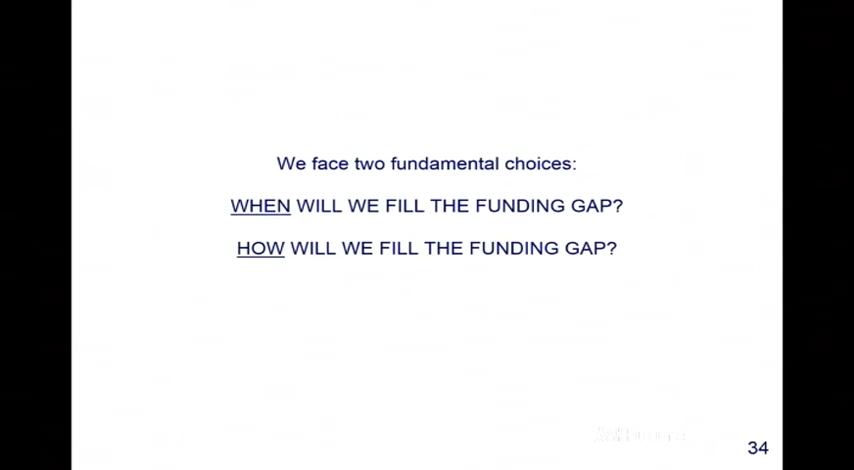 We face two fundamental choices:
WHEN WILL WE FILL THE FUNDING GAP?
HOW WILL WE FILL THE FUNDING GAP?
34